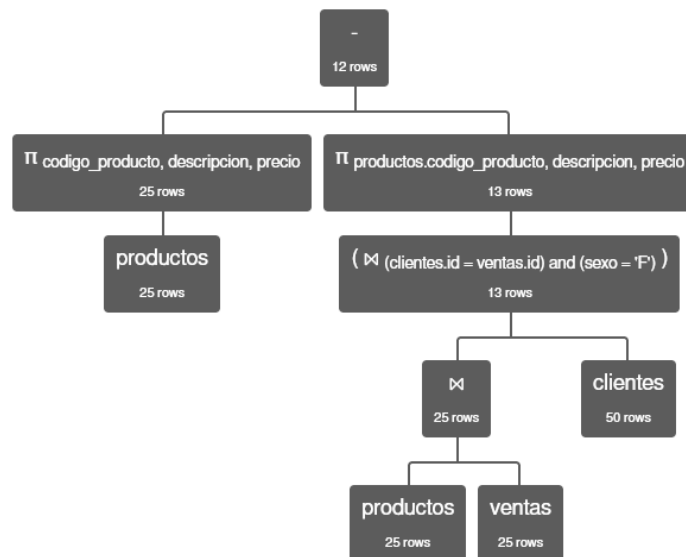 -
12 rows
π codigo_producto, descripcion, precio
25 rows
π productos.codigo_producto, descripcion, precio
13 rows
productos
25 rows
( ⋈ (clientes.id = ventas.id) and (sexo = 'F') )
13 rows
⋈
25 rows
clientes
50 rows
productos
25 rows
ventas
25 rows